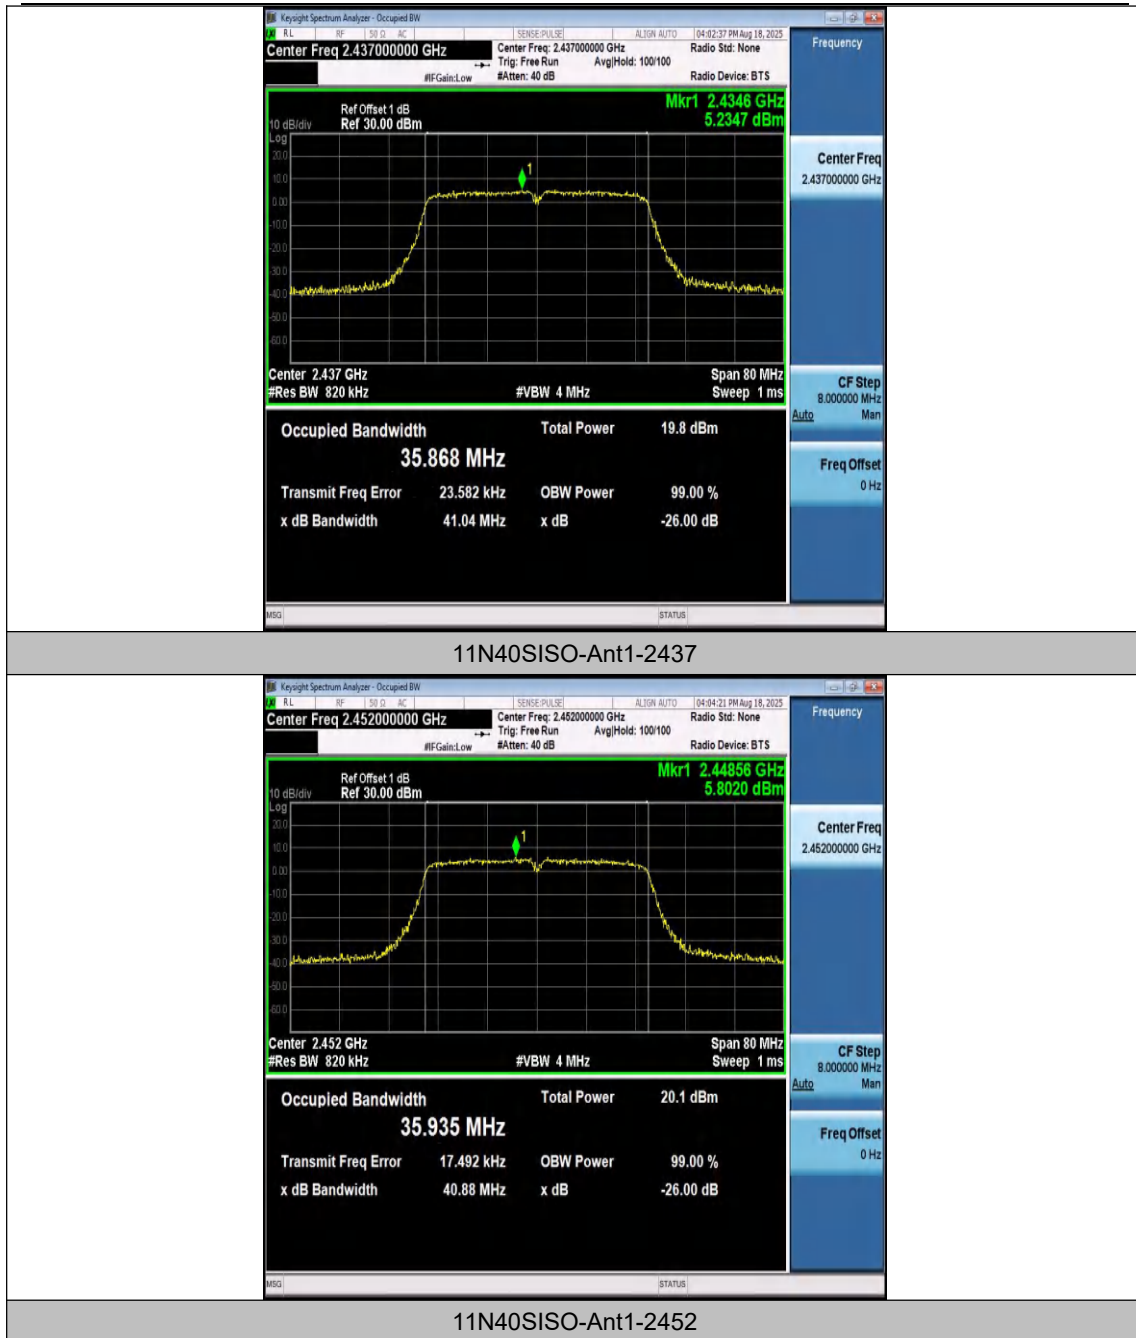 Keysight Spectrum Analyzer - Occupied BW
RL RF 50 Ω AC SENSE:PULSE ALIGN AUTO 04:02:37 PM Aug 18, 2025
Center Freq 2.437000000 GHz Center Freq: 2.437000000 GHz Radio Std: None Frequency
Trig: Free Run Avg|Hold: 100/100
#IFGain:Low #Atten: 40 dB Radio Device: BTS
Mkr1 2.4346 GHz
Ref Offset 1 dB 5.2347 dBm
10 dB/div Ref 30.00 dBm
Log
20.0
1
10.0
0.00
-10.0
-20.0
-30.0
-40.0
-50.0
-60.0
Center Freq
2.437000000 GHz
Center 2.437 GHz Span 80 MHz
#Res BW 820 kHz #VBW 4 MHz Sweep 1 ms
CF Step
8.000000 MHz
Auto Man
Occupied Bandwidth Total Power 19.8 dBm
35.868 MHz
Transmit Freq Error 23.582 kHz OBW Power 99.00 %
x dB Bandwidth 41.04 MHz x dB -26.00 dB
Freq Offset
0 Hz
MSG STATUS
11N40SISO-Ant1-2437
Keysight Spectrum Analyzer - Occupied BW
RL RF 50 Ω AC SENSE:PULSE ALIGN AUTO 04:04:21 PM Aug 18, 2025
Center Freq 2.452000000 GHz Center Freq: 2.452000000 GHz Radio Std: None Frequency
Trig: Free Run Avg|Hold: 100/100
#IFGain:Low #Atten: 40 dB Radio Device: BTS
Mkr1 2.44856 GHz
Ref Offset 1 dB 5.8020 dBm
10 dB/div Ref 30.00 dBm
Log
20.0
1
10.0
0.00
-10.0
-20.0
-30.0
-40.0
-50.0
-60.0
Center Freq
2.452000000 GHz
Center 2.452 GHz Span 80 MHz
#Res BW 820 kHz #VBW 4 MHz Sweep 1 ms
CF Step
8.000000 MHz
Auto Man
Occupied Bandwidth Total Power 20.1 dBm
35.935 MHz
Transmit Freq Error 17.492 kHz OBW Power 99.00 %
x dB Bandwidth 40.88 MHz x dB -26.00 dB
Freq Offset
0 Hz
MSG STATUS
11N40SISO-Ant1-2452